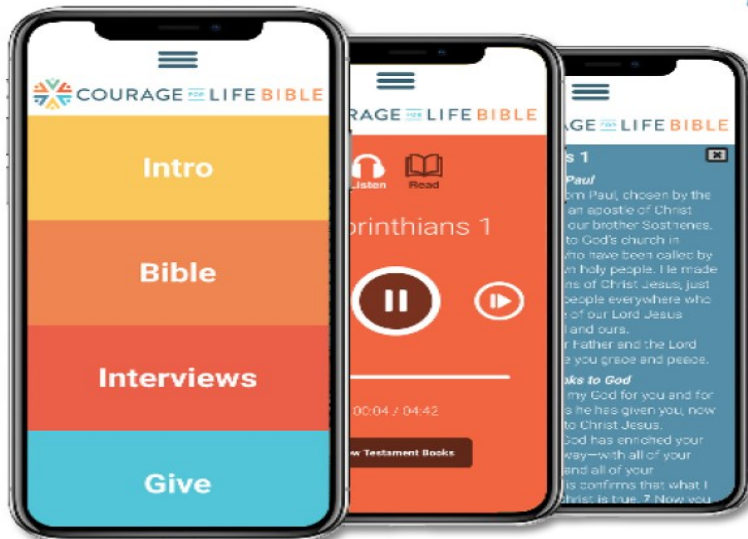 COURAGE FOR LIFE BIBLE
Intro
Bible
Interviews
Give
RAGE FOR LIFE BIBLE
Listen
Read
orinthians 1
00:04 / 04:42
w Testament Books
GE FOR LIFE BIBLE
s 1
Paul
om Paul, chosen by the
an apostle of Christ
our brother Sosthenes.
to God's church in
ho have been called by
n holy people. He made
ns of Christ Jesus, just
people everywhere who
e of our Lord Jesus
and ours.
r Father and the Lord
e you grace and peace.
nks to God
my God for you and for
s he has given you, now
to Christ Jesus.
God has enriched your
way—with all of your
and all of your
is confirms that what I
hrist is true. 7 Now you